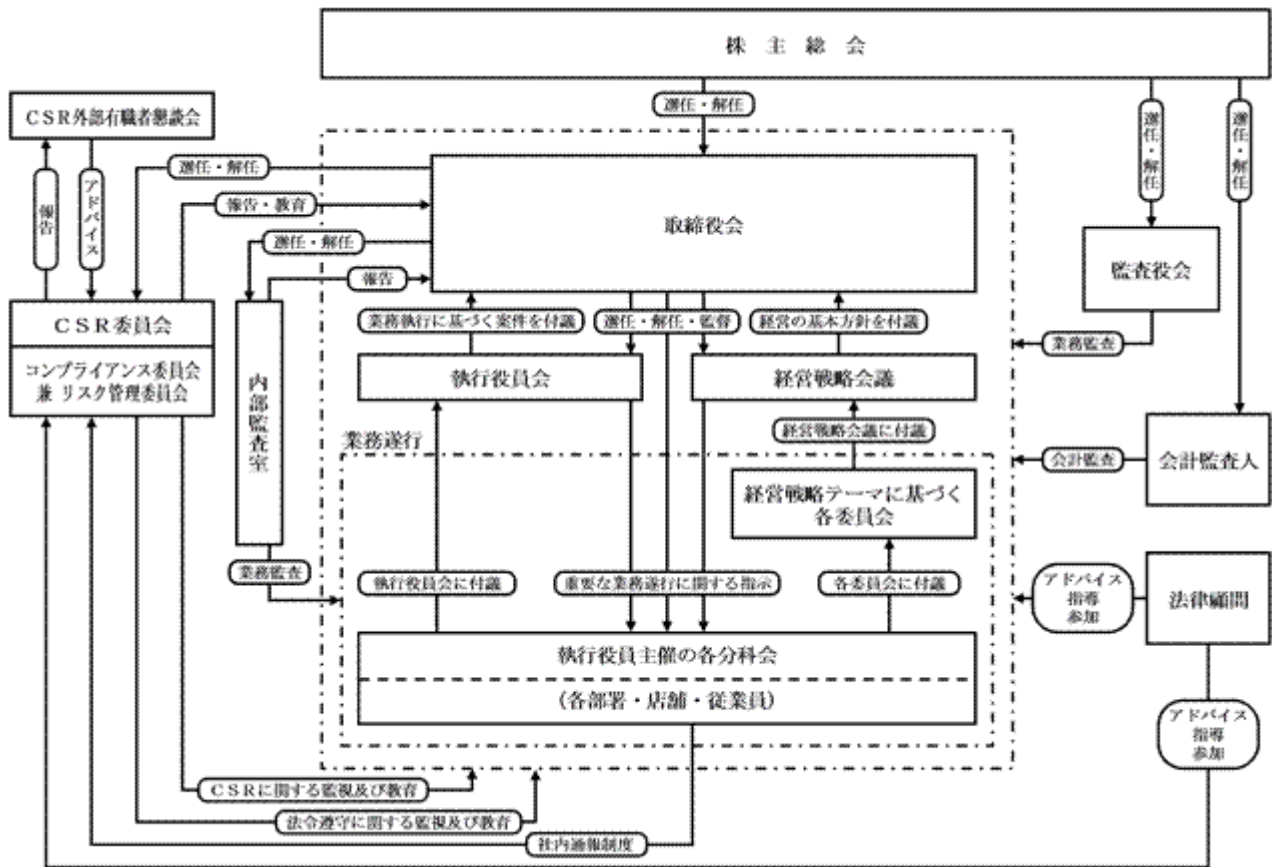 株主総会
選任・解任
選任・解任
選任・解任
CSR外部有職者懇談会
報告
アドバイス
選任・解任
報告・教育
選任・解任
報告
取締役会
監査役会
CSR委員会
コンプライアンス委員会
兼 リスク管理委員会
内部監査室
業務執行に基づく案件を付議
選任・解任・監督
経営の基本方針を付議
業務監査
執行役員会
経営戦略会議
経営戦略会議に付議
業務遂行
会計監査
会計監査人
経営戦略テーマに基づく
各委員会
業務監査
執行役員会に付議
重要な業務遂行に関する指示
各委員会に付議
アドバイス
指導
参加
法律顧問
執行役員主催の各分科会
(各部署・店舗・従業員)
アドバイス
指導
参加
CSRに関する監視及び教育
法令遵守に関する監視及び教育
社内通報制度